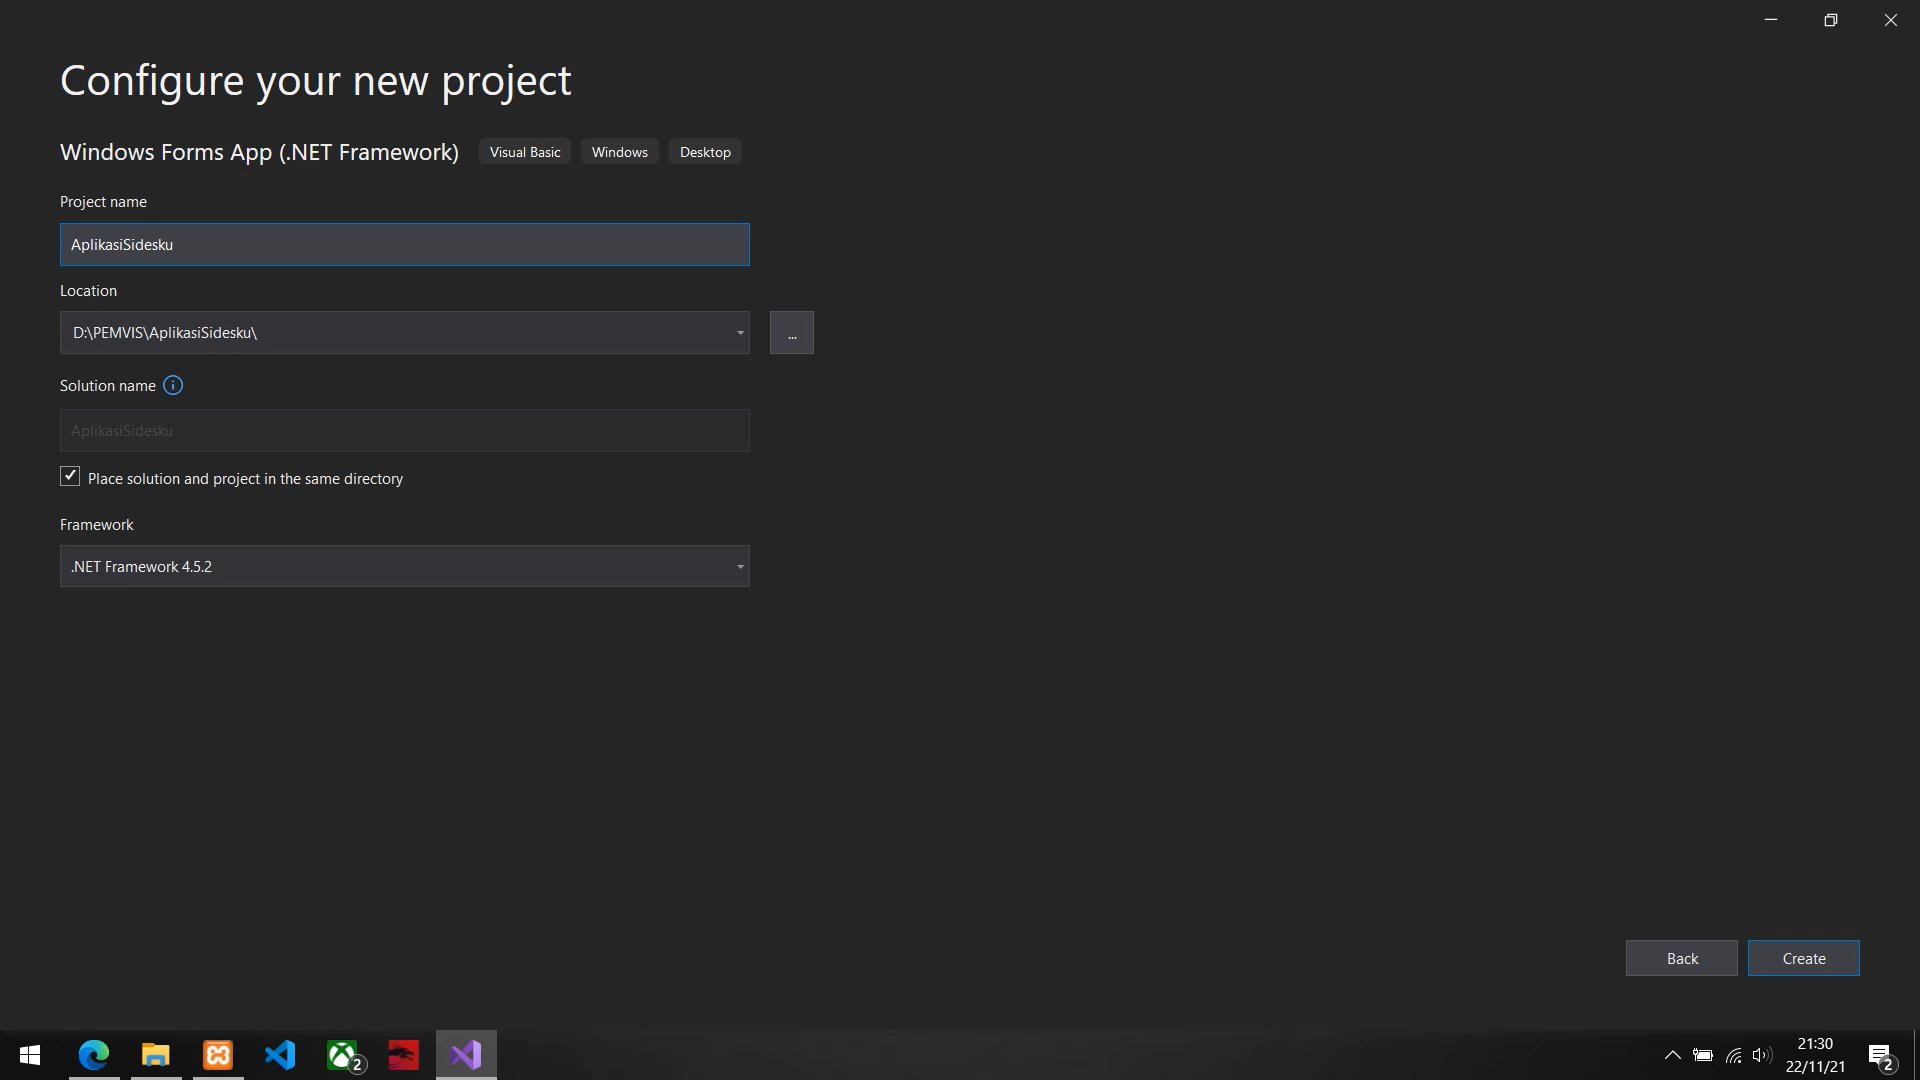 Configure your new project
Windows Forms App (.NET Framework) Visual Basic Windows Desktop
Project name
AplikasiSidesku
Location
D:\PEMVIS\AplikasiSidesku\
...
Solution name
AplikasiSidesku
Place solution and project in the same directory
Framework
.NET Framework 4.5.2
Back Create
2
21:30
22/11/21
2